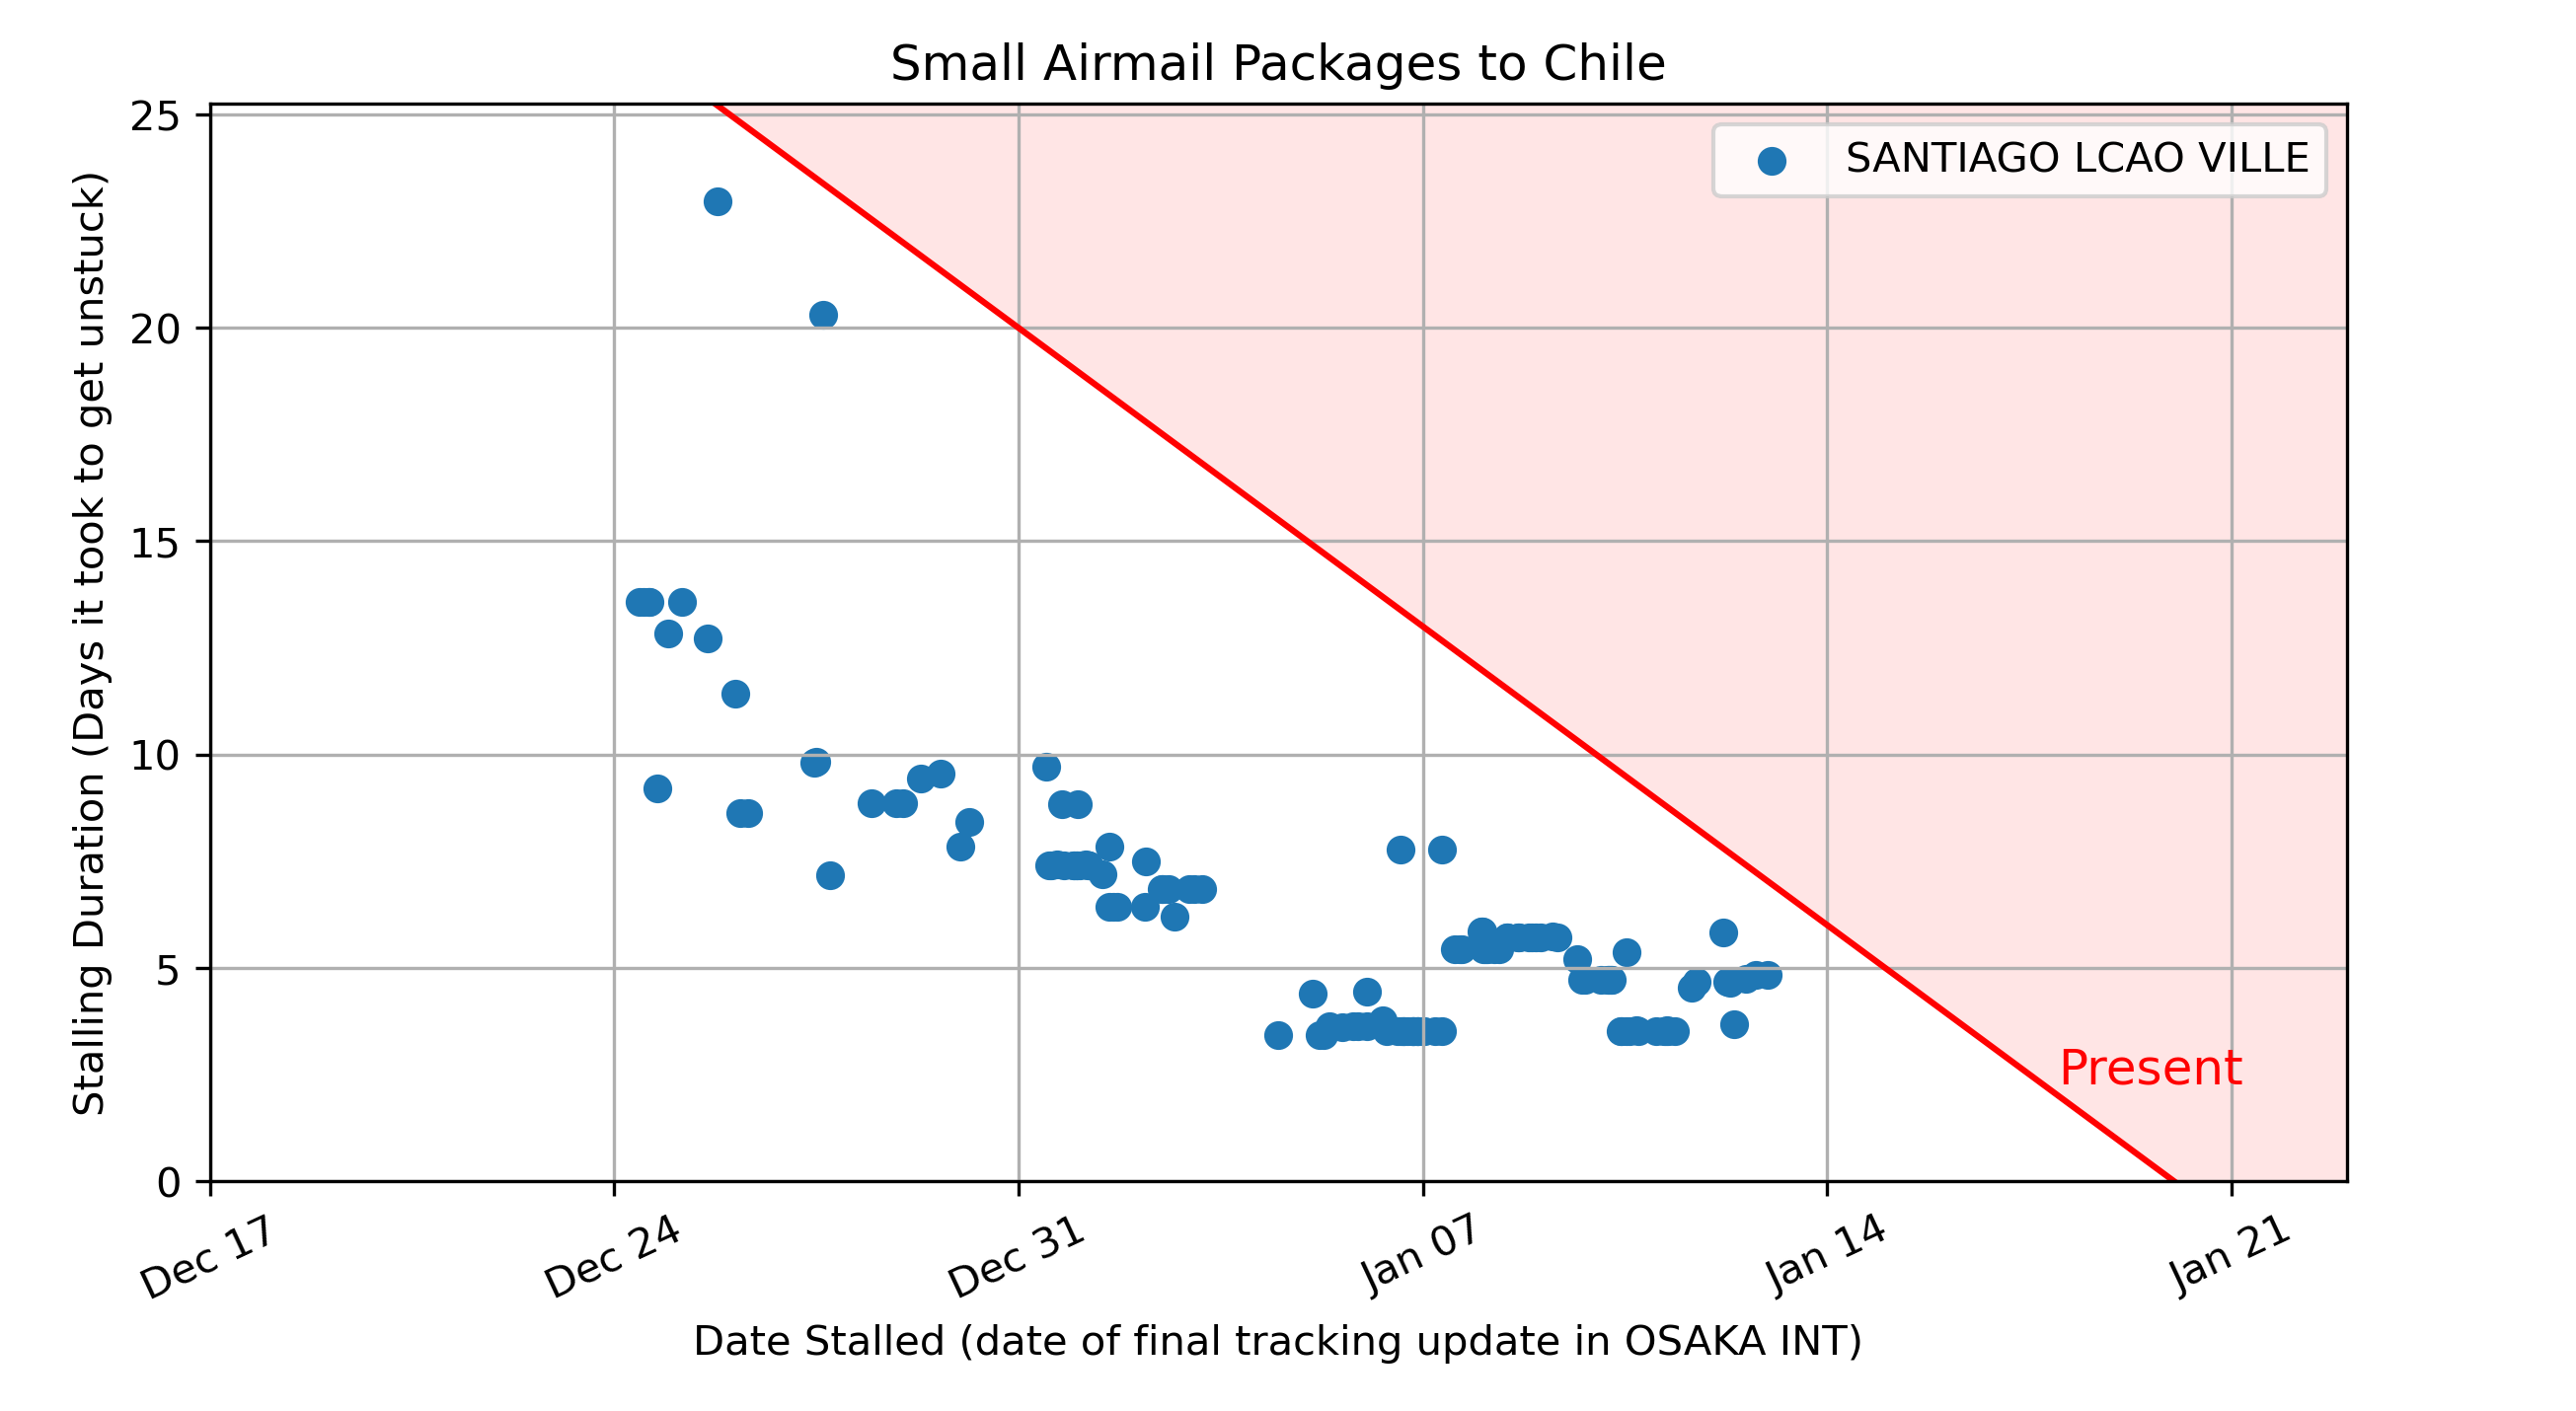 Small Airmail Packages to Chile
SANTIAGO LCAO VILLE
Stalling Duration (Days it took to get unstuck)
25
20
15
10
5
0
Present
Dec 17
Dec 24
Dec 31
Jan 07
Jan 14
Jan 21
Date Stalled (date of final tracking update in OSAKA INT)